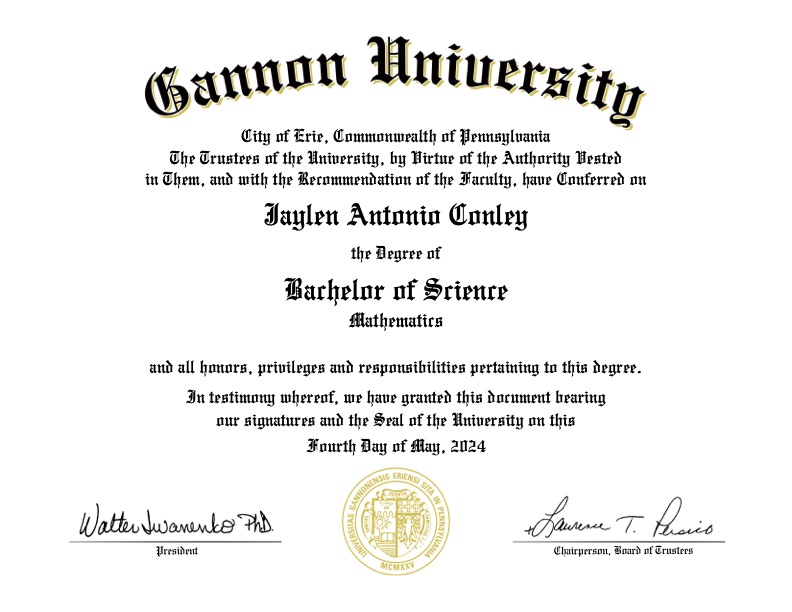 Gannon University
City of Erie, Commonwealth of Pennsylvania
The Trustees of the University, by Virtue of the Authority Vested
in Them, and with the Recommendation of the Faculty, have Conferred on
Jaylen Antonio Conley
the Degree of
Bachelor of Science
Mathematics
and all honors, privileges and responsibilities pertaining to this degree.
In testimony whereof, we have granted this document bearing
our signatures and the Seal of the University on this
Fourth Day of May, 2024
UNIVERSITAS GANNONENSIS ERIENSI SITA IN PENNSYLVANIA
MCMXXV
Walter Iwanenko PhD.
President
Lawrence T. Persico
Chairperson, Board of Trustees